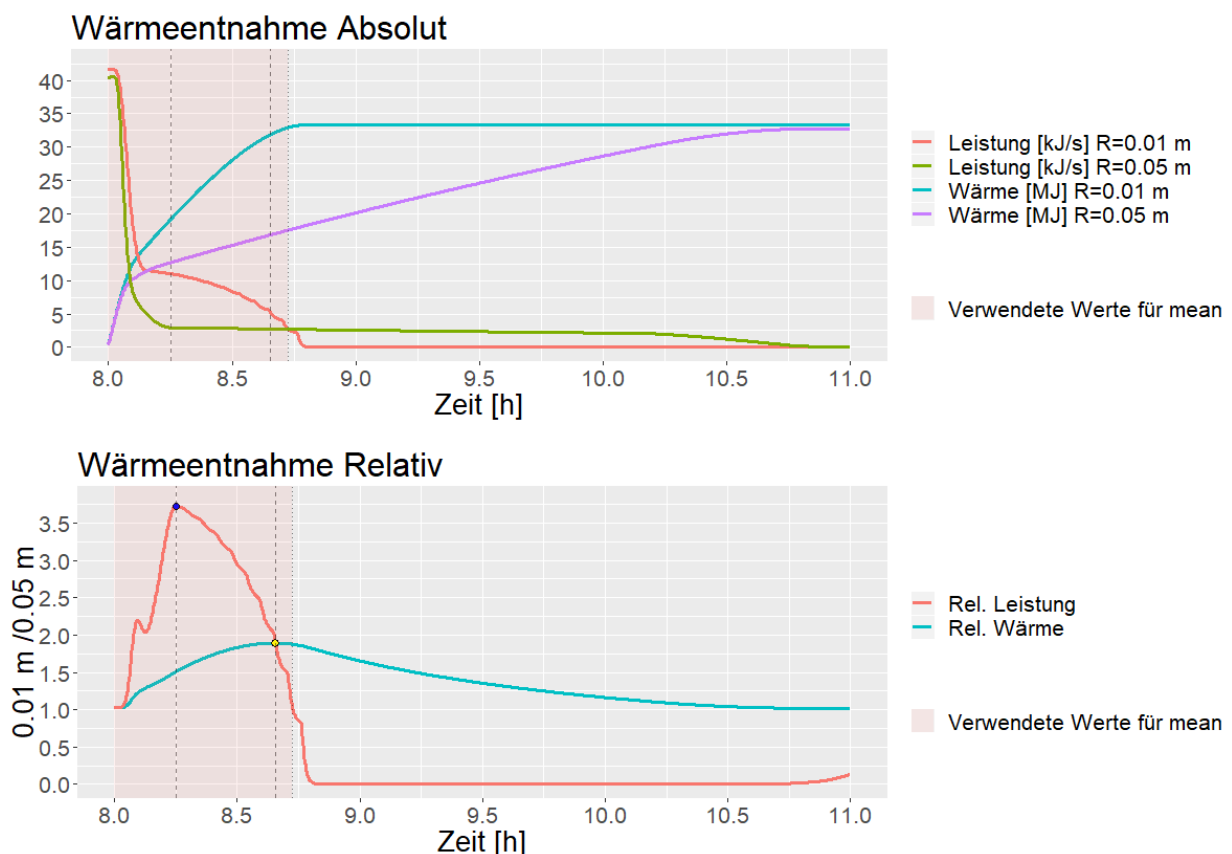 Wärmeentnahme Absolut
40
35
30
25
20
15
10
5
0
8.0 8.5 9.0 9.5 10.0 10.5 11.0
Zeit [h]
Leistung [kJ/s] R=0.01 m
Leistung [kJ/s] R=0.05 m
Wärme [MJ] R=0.01 m
Wärme [MJ] R=0.05 m
Verwendete Werte für mean
Wärmeentnahme Relativ
0.01 m /0.05 m
3.5
3.0
2.5
2.0
1.5
1.0
0.5
0.0
8.0 8.5 9.0 9.5 10.0 10.5 11.0
Zeit [h]
Rel. Leistung
Rel. Wärme
Verwendete Werte für mean